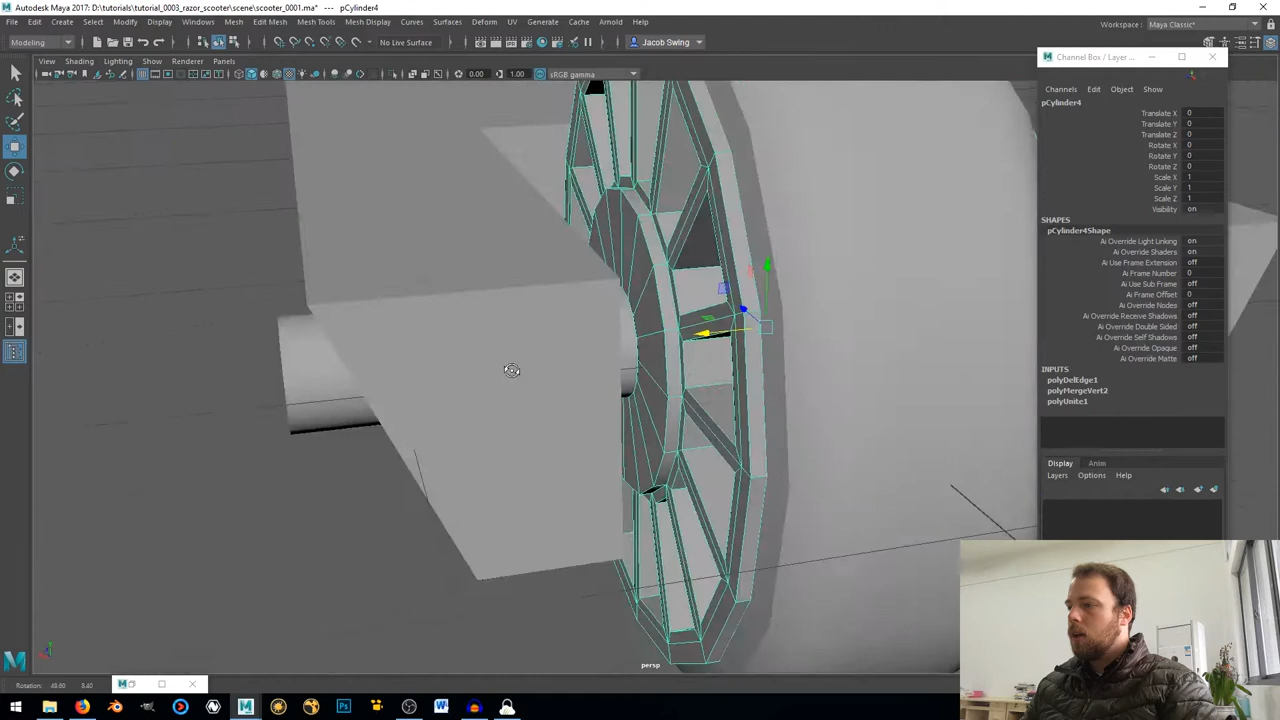 Autodesk Maya 2017: D:\tutorials\tutorial_0003_razor_scooter\scene\scooter_0001.ma* --- pCylinder4
File Edit Create Select Modify Display Windows Mesh Edit Mesh Mesh Tools Mesh Display Curves Surfaces Deform UV Generate Cache Arnold Help
Workspace: Maya Classic*
Modeling No Live Surface Jacob Swing
View Shading Lighting Show Renderer Panels
0.00 1.00 sRGB gamma
Channel Box / Layer ...
Channels Edit Object Show
pCylinder4
Translate X 0
Translate Y 0
Translate Z 0
Rotate X 0
Rotate Y 0
Rotate Z 0
Scale X 1
Scale Y 1
Scale Z 1
Visibility on
SHAPES
pCylinder4Shape
Ai Override Light Linking on
Ai Override Shaders on
Ai Use Frame Extension off
Ai Frame Number 0
Ai Use Sub Frame off
Ai Frame Offset 0
Ai Override Nodes off
Ai Override Receive Shadows off
Ai Override Double Sided off
Ai Override Self Shadows off
Ai Override Opaque off
Ai Override Matte off
INPUTS
polyDelEdge1
polyMergeVert2
polyUnite1
Display Anim
Layers Options Help
persp
Rotation: 49.60 8.40